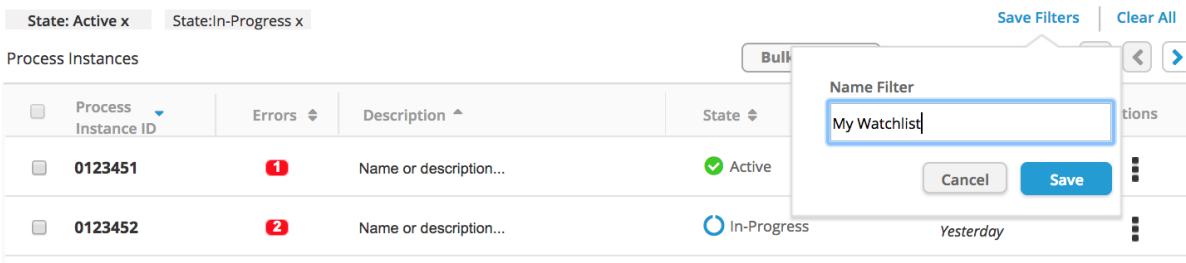 State: Active x State:In-Progress x Save Filters Clear All
Process Instances Bulk
Name Filter
My Watchlist
Cancel Save
Process Instance ID Errors Description State tions
0123451 1 Name or description... Active
0123452 2 Name or description... In-Progress Yesterday